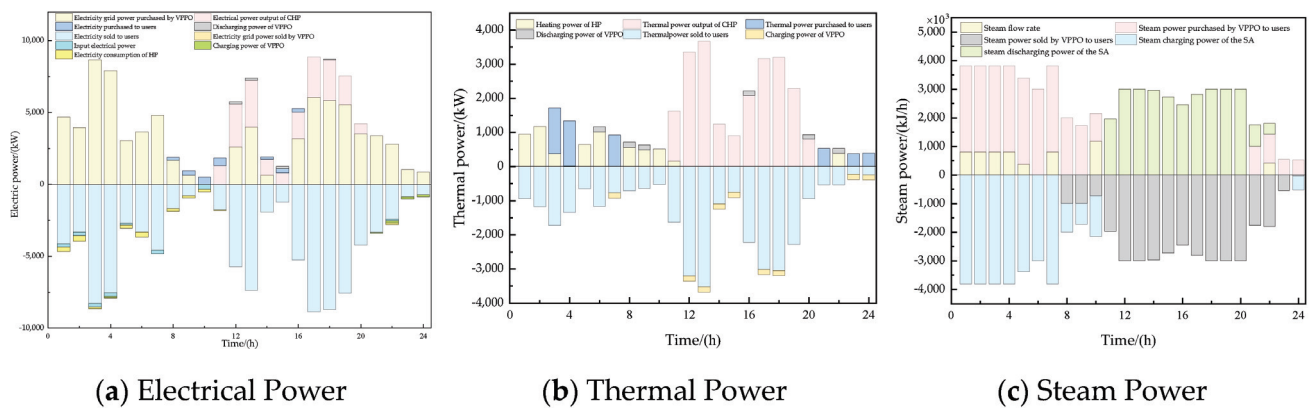 Electricity grid power purchased by VPPO
Electrical power output of CHP
Electricity purchased to users
Discharging power of VPPO
Electricity sold to users
Electricity grid power sold by VPPO
Input electrical power
Charging power of VPPO
Electricity consumption of HF
10,000
5,000
0
-5,000
-10,000
Electric power/(kW)
0 4 8 12 16 20 24
Time/(h)
(a) Electrical Power
Heating power of HP
Thermal power output of CHP
Thermal power purchased to users
Discharging power of VPPO
Thermalpower sold to users
Charging power of VPPO
4,000
3,000
2,000
1,000
0
-1,000
-2,000
-3,000
-4,000
Thermal power/(kW)
0 4 8 12 16 20 24
Time/(h)
(b) Thermal Power
×10³
Steam flow rate
Steam power purchased by VPPO to users
Steam power sold by VPPO to users
Steam charging power of the SA
steam discharging power of the SA
5,000
4,000
3,000
2,000
1,000
0
-1,000
-2,000
-3,000
-4,000
Steam power/(kJ/h)
0 4 8 12 16 20 24
Time/(h)
(c) Steam Power